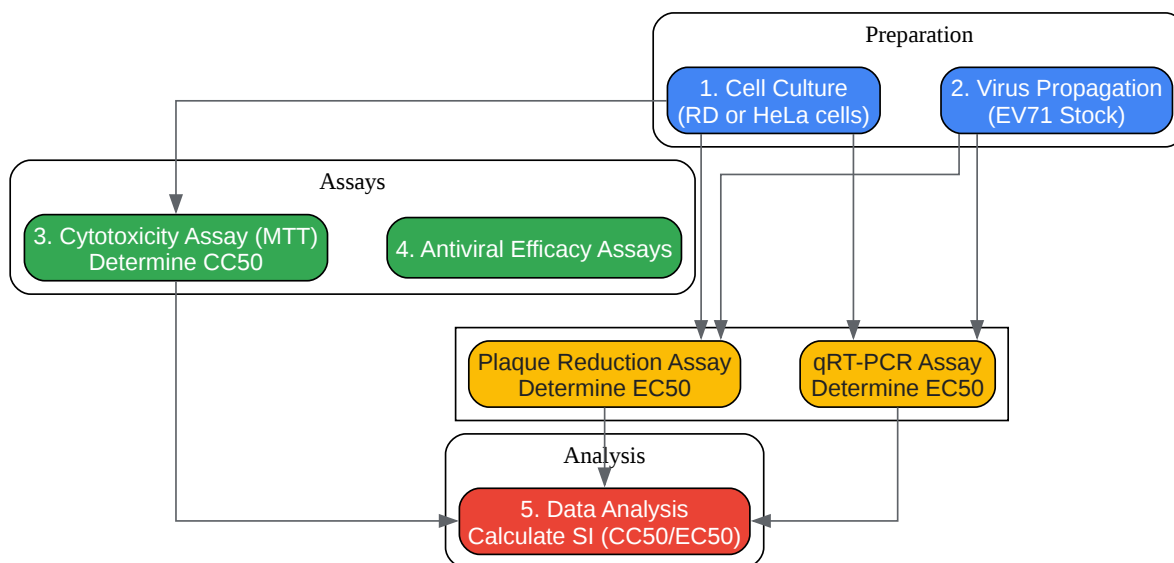 Preparation
1. Cell Culture
(RD or HeLa cells)
2. Virus Propagation
(EV71 Stock)
Assays
3. Cytotoxicity Assay (MTT)
Determine CC50
4. Antiviral Efficacy Assays
Plaque Reduction Assay
Determine EC50
qRT-PCR Assay
Determine EC50
Analysis
5. Data Analysis
Calculate SI (CC50/EC50)